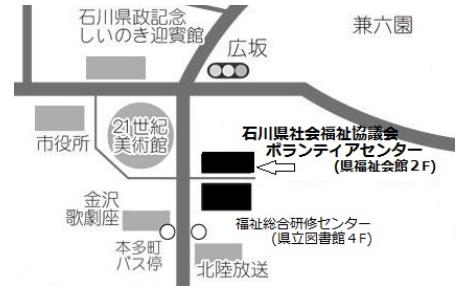 石川県政記念
しいのき迎賓館
広坂
兼六園
市役所
21世紀
美術館
石川県社会福祉協議会
ボランティアセンター
(県福祉会館2F)
金沢
歌劇座
福祉総合研修センター
(県立図書館4F)
本多町
バス停
北陸放送